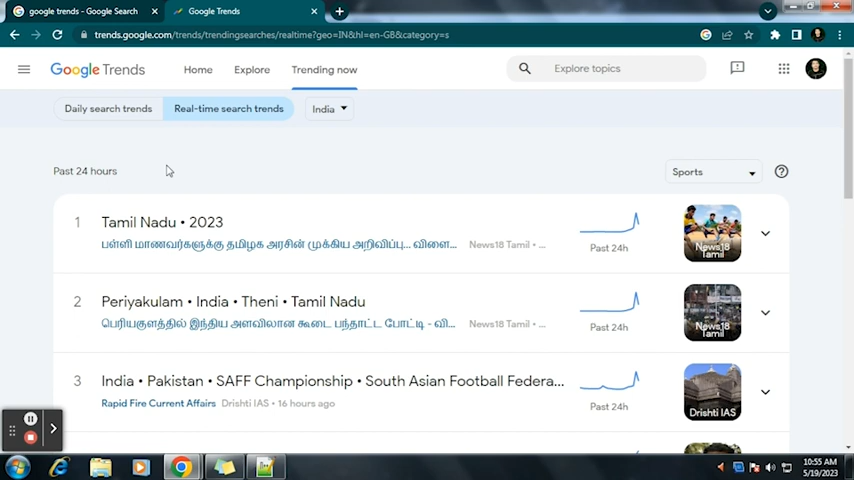 google trends - Google Search
Google Trends
trends.google.com/trends/trendingsearches/realtime?geo=IN&hl=en-GB&category=s
Google Trends
Home
Explore
Trending now
Explore topics
Daily search trends
Real-time search trends
India
Past 24 hours
Sports
1
Tamil Nadu • 2023
பள்ளி மாணவர்களுக்கு தமிழக அரசின் முக்கிய அறிவிப்பு... விளை...
News18 Tamil • ...
Past 24h
News18
Tamil
2
Periyakulam • India • Theni • Tamil Nadu
பெரியகுளத்தில் இந்திய அளவிலான கூடை பந்தாட்ட போட்டி - வி...
News18 Tamil • ...
Past 24h
News18
Tamil
3
India • Pakistan • SAFF Championship • South Asian Football Federa...
Rapid Fire Current Affairs
Drishti IAS • 16 hours ago
Past 24h
Drishti IAS
10:55 AM
5/19/2023